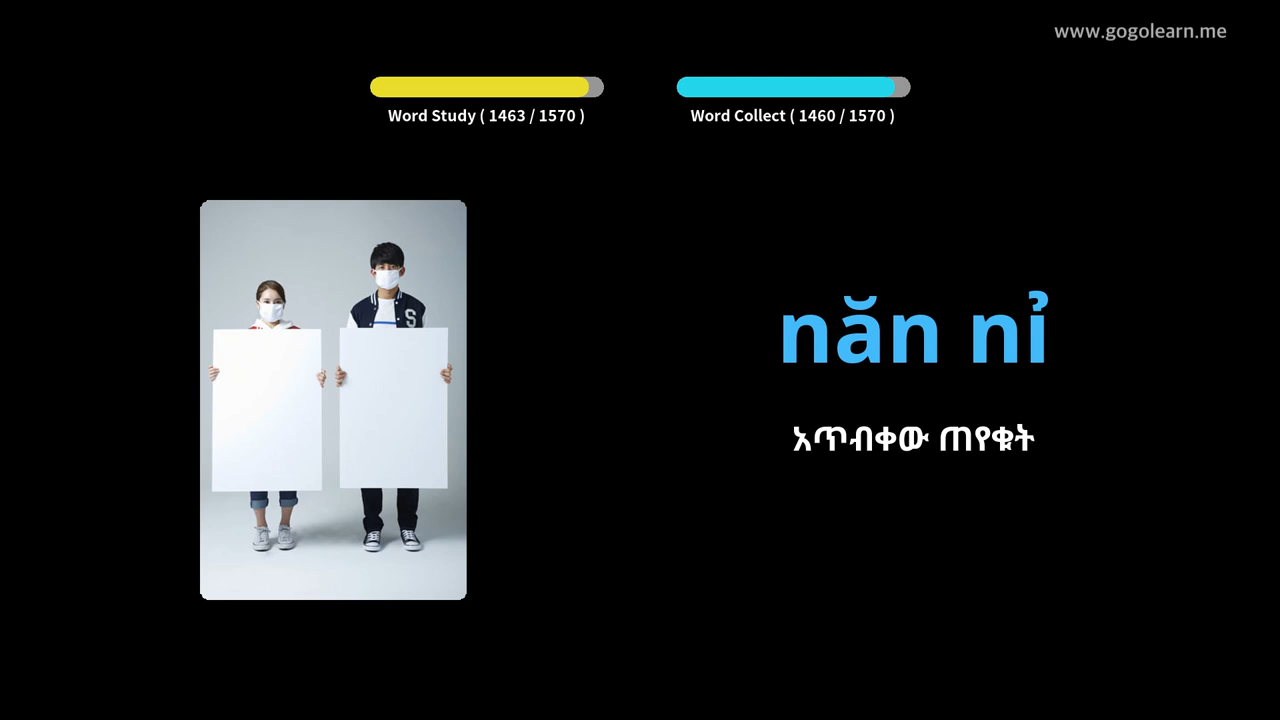 www.gogolearn.me
Word Study ( 1463 / 1570 )
Word Collect ( 1460 / 1570 )
S
năn nỉ
አጥብቀው ጠየቁት